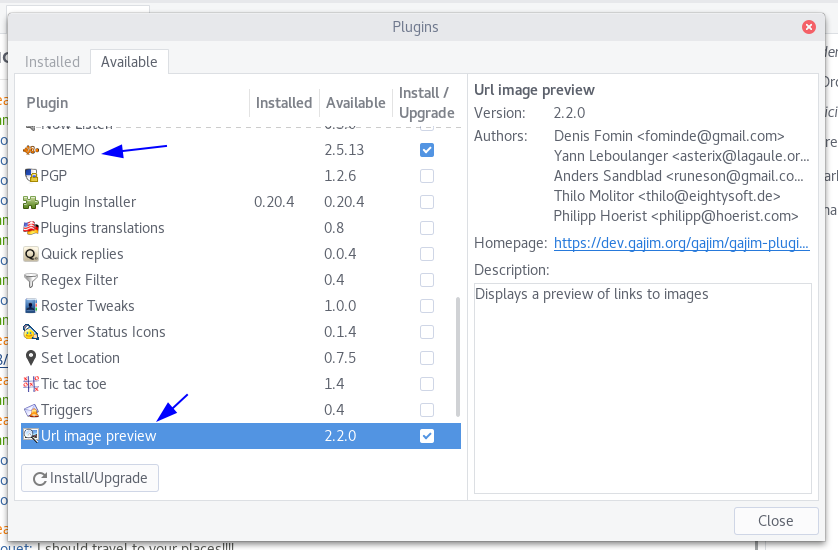 Plugins
Installed Available
Plugin Installed Available Install / Upgrade
OMEMO 2.5.13
PGP 1.2.6
Plugin Installer 0.20.4 0.20.4
Plugins translations 0.8
Quick replies 0.0.4
Regex Filter 0.4
Roster Tweaks 1.0.0
Server Status Icons 0.1.4
Set Location 0.7.5
Tic tac toe 1.4
Triggers 0.4
Url image preview 2.2.0
Install/Upgrade
Url image preview
Version: 2.2.0
Authors: Denis Fomin <fominde@gmail.com>
Yann Leboulanger <asterix@lagaule.or...
Anders Sandblad <runeson@gmail.co...
Thilo Molitor <thilo@eightysoft.de>
Philipp Hoerist <philipp@hoerist.com>
Homepage: https://dev.gajim.org/gajim/gajim-plugi...
Description:
Displays a preview of links to images
Close
I should travel to your places!!!!